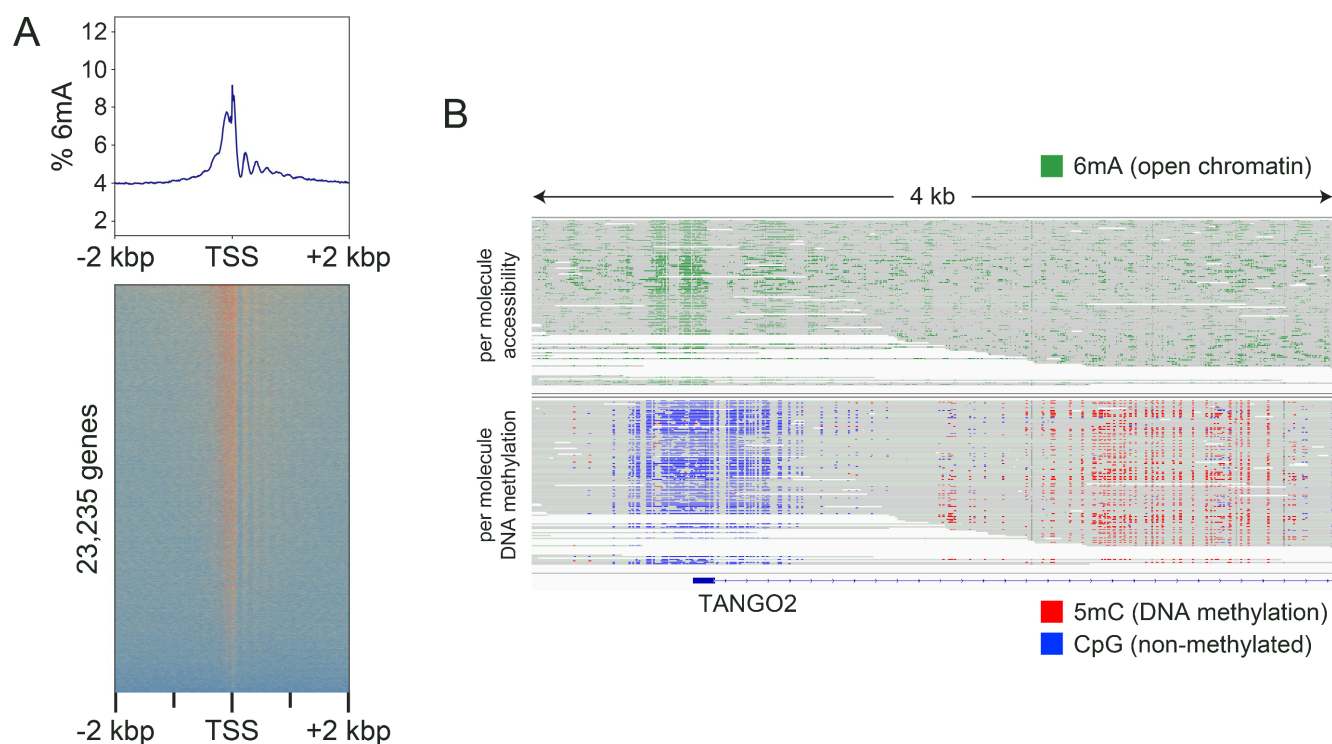 A
12
10
8
6
4
2
% 6mA
-2 kbp TSS +2 kbp
23,235 genes
-2 kbp TSS +2 kbp
B
6mA (open chromatin)
4 kb
per molecule
accessibility
per molecule
DNA methylation
TANGO2
5mC (DNA methylation)
CpG (non-methylated)